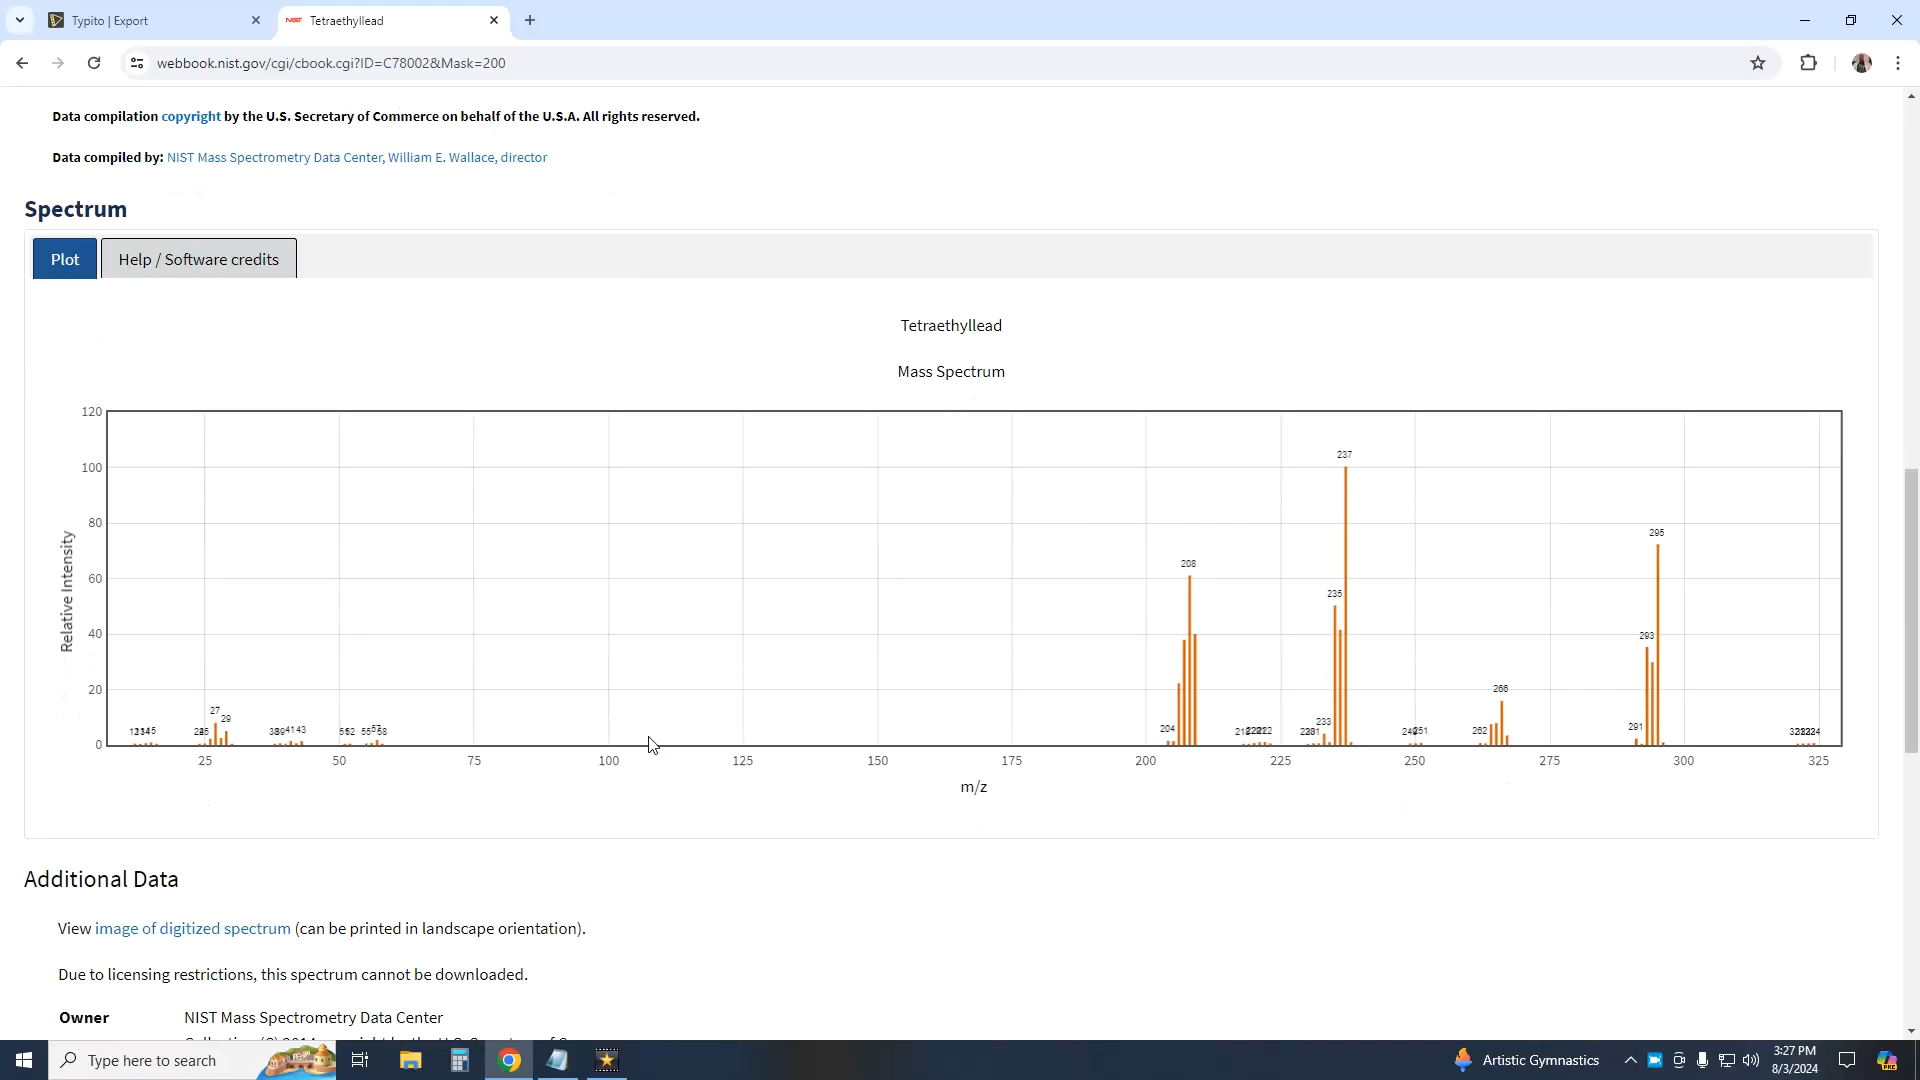 Typito | Export
NIST Tetraethyllead
webbook.nist.gov/cgi/cbook.cgi?ID=C78002&Mask=200
Data compilation copyright by the U.S. Secretary of Commerce on behalf of the U.S.A. All rights reserved.
Data compiled by: NIST Mass Spectrometry Data Center, William E. Wallace, director
Spectrum
Plot
Help / Software credits
Tetraethyllead
Mass Spectrum
Relative Intensity
120
100
80
60
40
20
0
237
295
208
235
293
266
27
29
204
233
262
291
41
43
57
58
25
50
75
100
125
150
175
200
225
250
275
300
325
m/z
Additional Data
View image of digitized spectrum (can be printed in landscape orientation).
Due to licensing restrictions, this spectrum cannot be downloaded.
Owner NIST Mass Spectrometry Data Center
Type here to search
Artistic Gymnastics
3:27 PM
8/3/2024